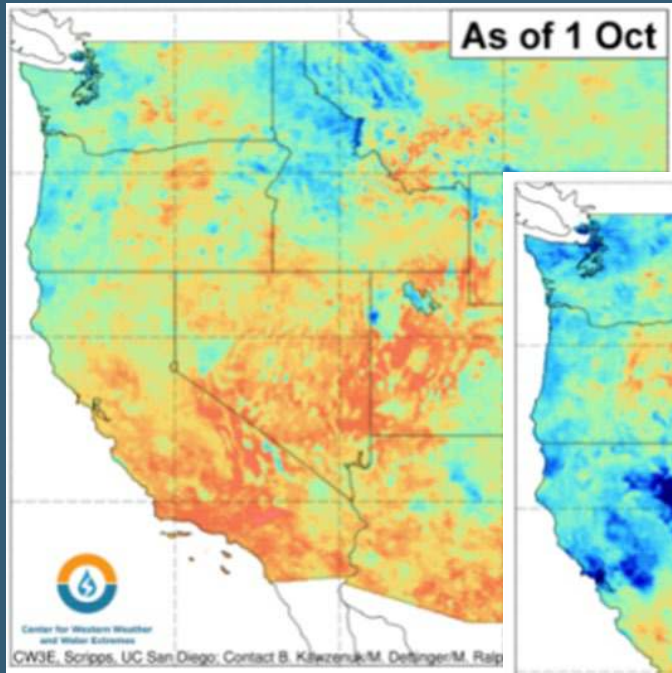 As of 1 Oct
Center for Western Weather
and Water Extremes
CW3E, Scripps, UC San Diego; Contact B. Kawzenuk/M. Dettinger/M. Ralp